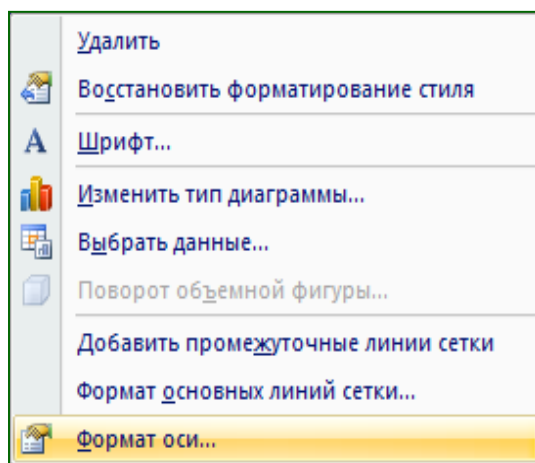 Удалить
Восстановить форматирование стиля
Шрифт...
Изменить тип диаграммы...
Выбрать данные...
Поворот объемной фигуры...
Добавить промежуточные линии сетки
Формат основных линий сетки...
Формат оси...